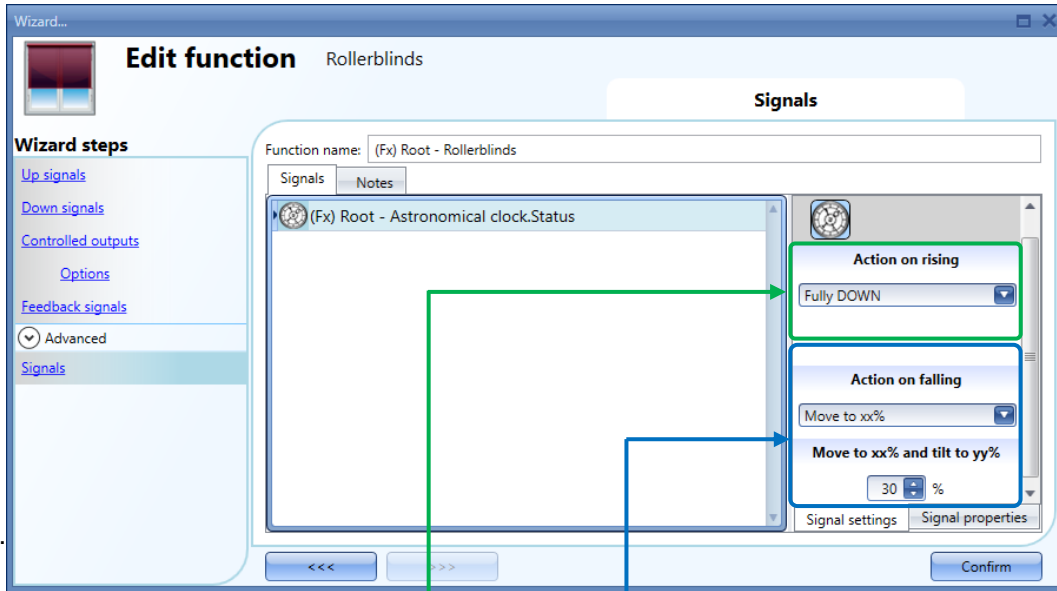 Wizard...
Edit function Rollerblinds
Signals
Wizard steps
Up signals
Down signals
Controlled outputs
Options
Feedback signals
Advanced
Signals
Function name: (Fx) Root - Rollerblinds
Signals Notes
(Fx) Root - Astronomical clock.Status
Action on rising
Fully DOWN
Action on falling
Move to xx%
Move to xx% and tilt to yy%
30 %
Signal settings Signal properties
.
<<< >>> Confirm